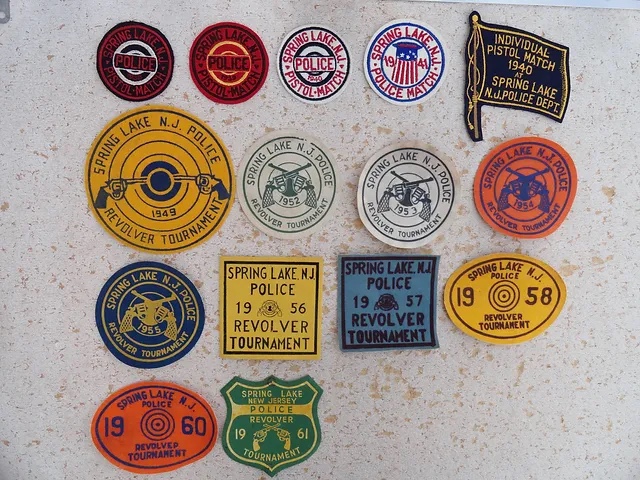 SPRING LAKE N.J.
POLICE
PISTOL-MATCH
SPRING LAKE N.J.
POLICE
PISTOL-MATCH
SPRING LAKE N.J.
POLICE
1940
PISTOL-MATCH
SPRING LAKE N.J.
19 41
POLICE MATCH
INDIVIDUAL
PISTOL MATCH
1940
AT
SPRING LAKE
N.J. POLICE DEPT.
SPRING LAKE N.J. POLICE
1949
REVOLVER TOURNAMENT
SPRING LAKE N.J. POLICE
1952
REVOLVER TOURNAMENT
SPRING LAKE N.J. POLICE
1953
REVOLVER TOURNAMENT
SPRING LAKE N.J. POLICE
1954
REVOLVER TOURNAMENT
SPRING LAKE N.J. POLICE
1955
REVOLVER TOURNAMENT
SPRING LAKE, N.J.
POLICE
19 56
REVOLVER
TOURNAMENT
SPRING LAKE, N.J.
POLICE
19 57
REVOLVER
TOURNAMENT
SPRING LAKE N.J.
POLICE
19 58
REVOLVER
TOURNAMENT
SPRING LAKE N.J.
POLICE
19 60
REVOLVER
TOURNAMENT
SPRING LAKE
NEW JERSEY
POLICE
REVOLVER
19 61
TOURNAMENT